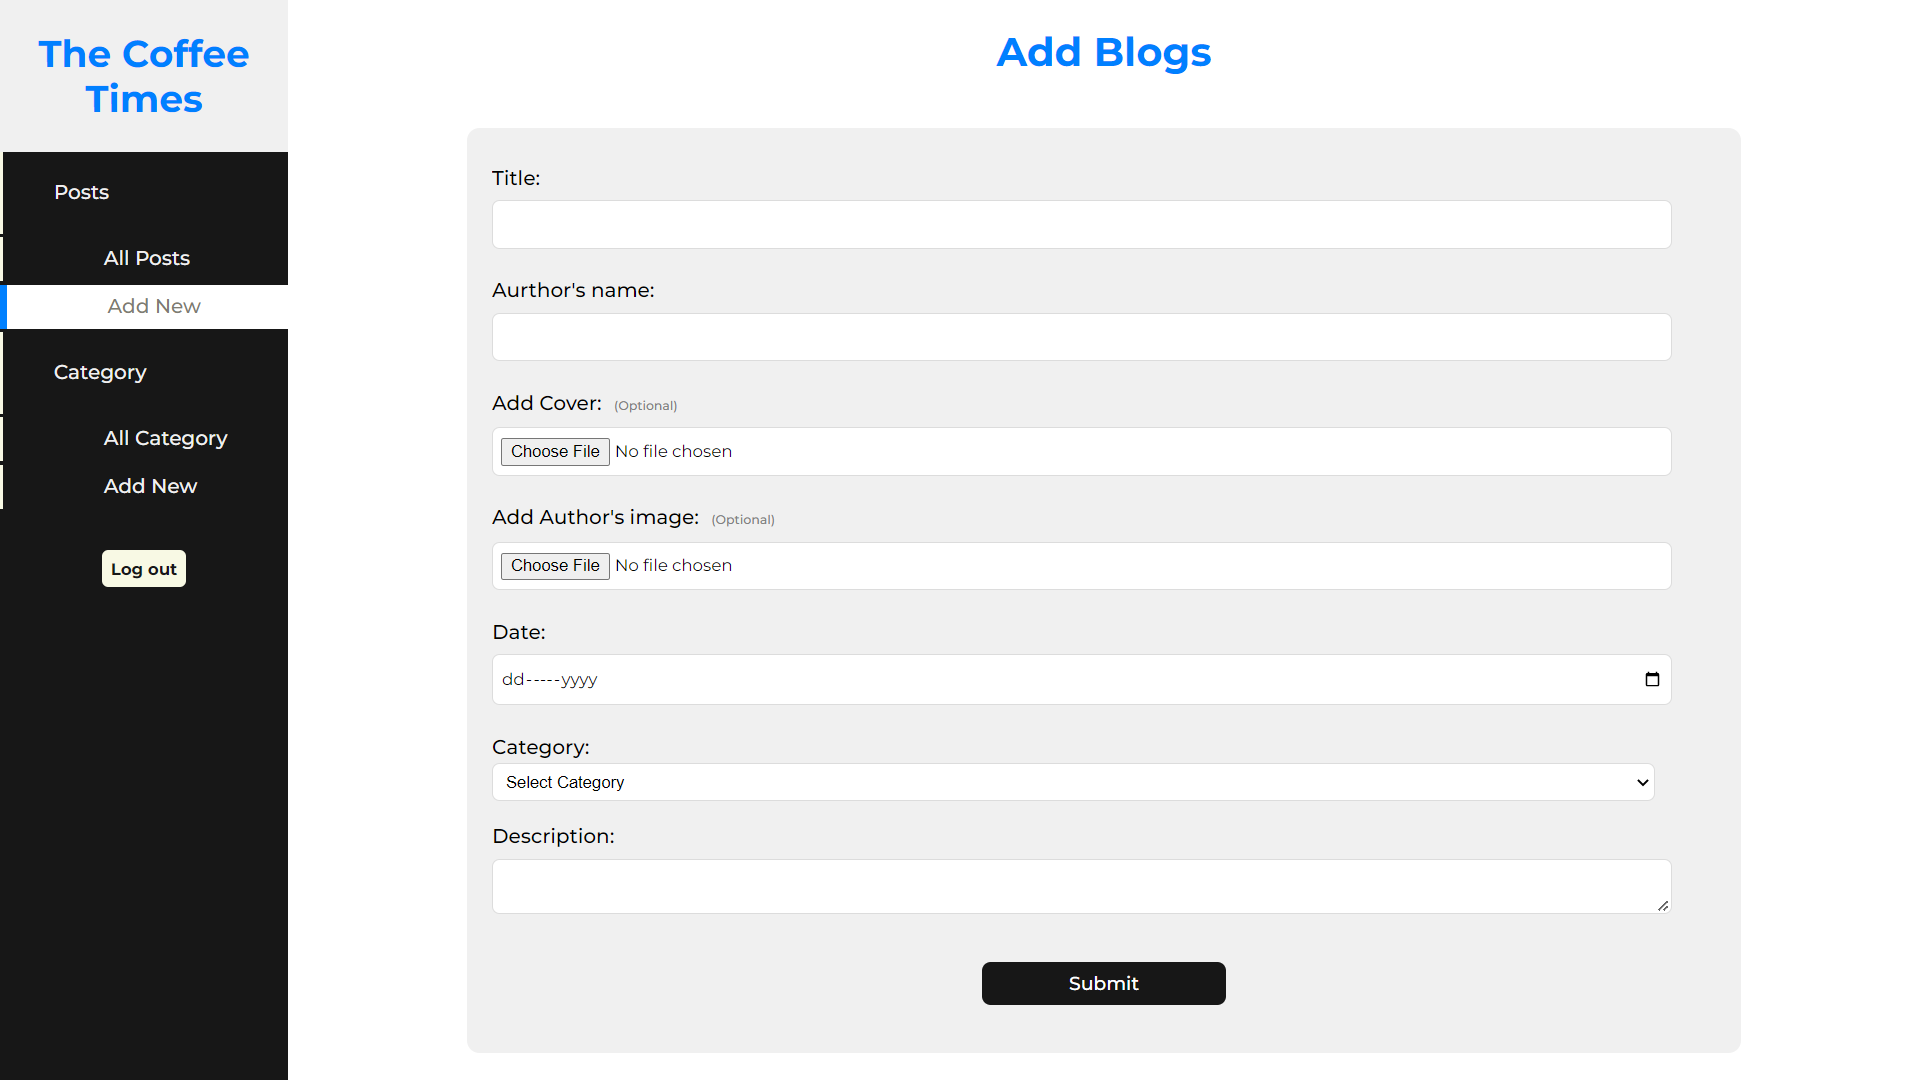 The Coffee
Times
Posts
All Posts
Add New
Category
All Category
Add New
Log out
Add Blogs
Title:
Aurthor's name:
Add Cover: (Optional)
Choose File No file chosen
Add Author's image: (Optional)
Choose File No file chosen
Date:
dd-----yyyy
Category:
Select Category
Description:
Submit